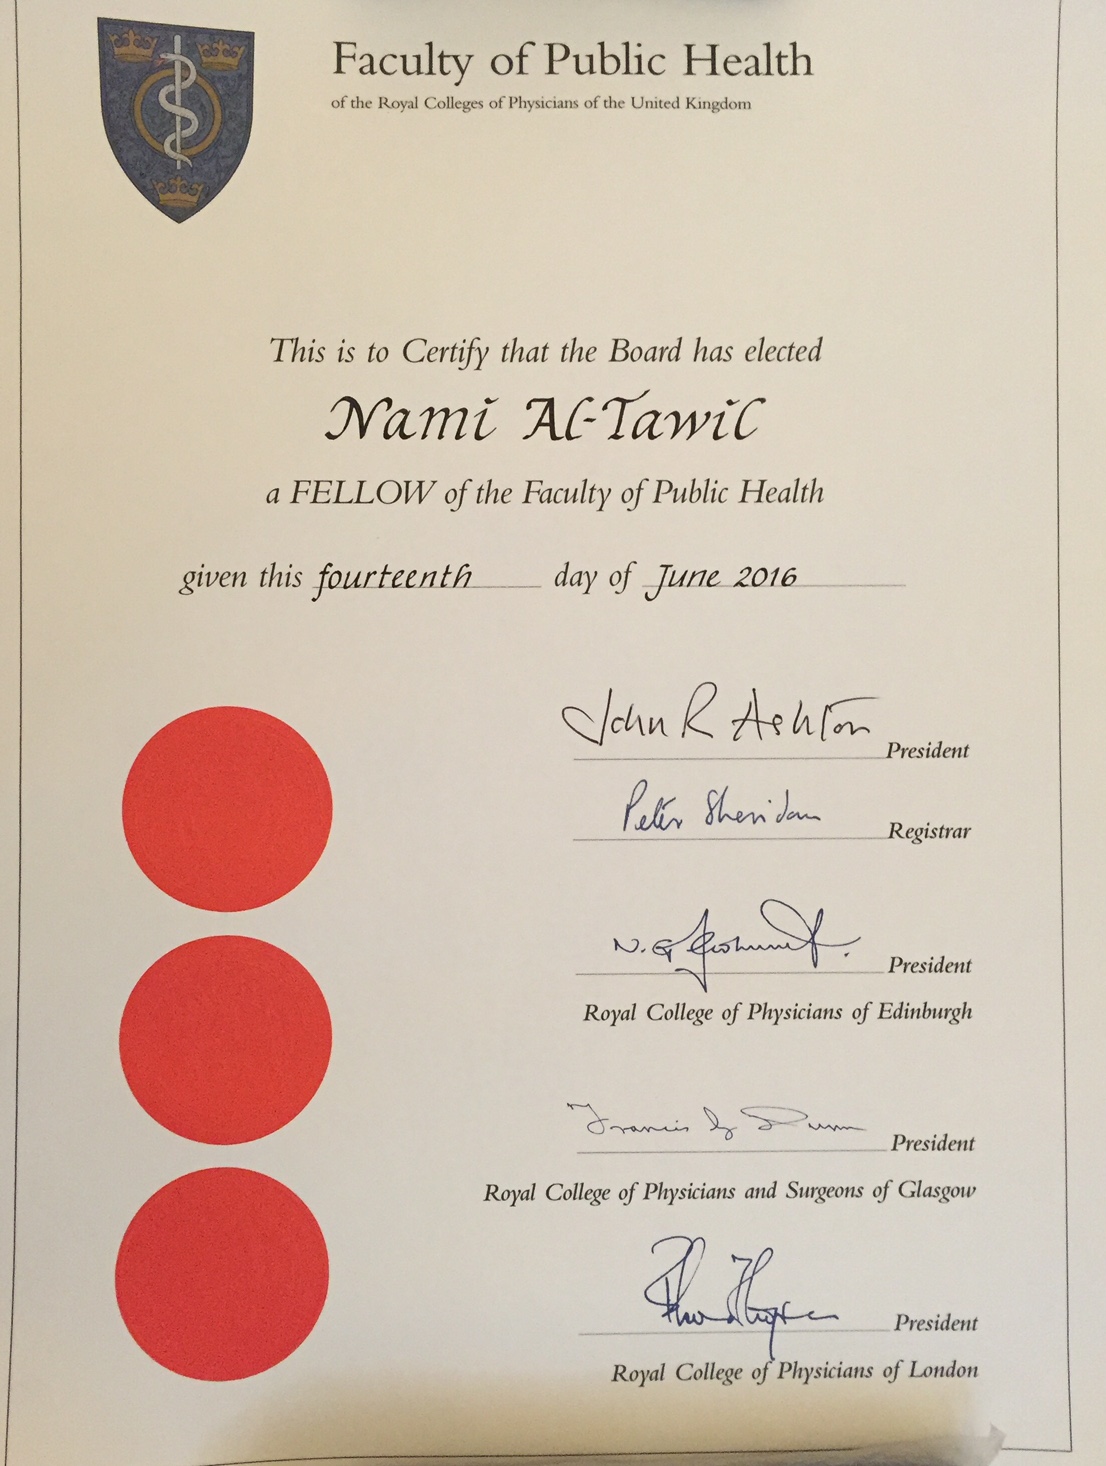 Faculty of Public Health
of the Royal Colleges of Physicians of the United Kingdom
This is to Certify that the Board has elected
Nami Al-Tawil
a FELLOW of the Faculty of Public Health
given this fourteenth day of June 2016
John R Ashton President
Peter Sheridan Registrar
President
Royal College of Physicians of Edinburgh
Francis G Dunn President
Royal College of Physicians and Surgeons of Glasgow
President
Royal College of Physicians of London